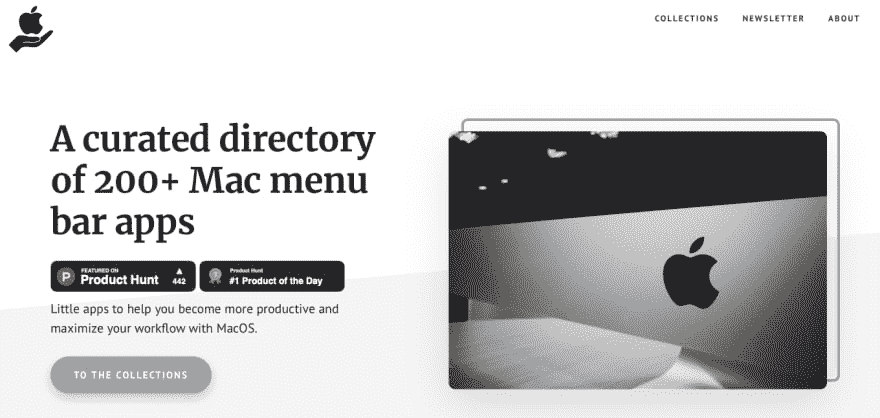 COLLECTIONS NEWSLETTER ABOUT
A curated directory
of 200+ Mac menu
bar apps
P FEATURED ON Product Hunt ▲ 442
Product Hunt #1 Product of the Day
Little apps to help you become more productive and
maximize your workflow with MacOS.
TO THE COLLECTIONS